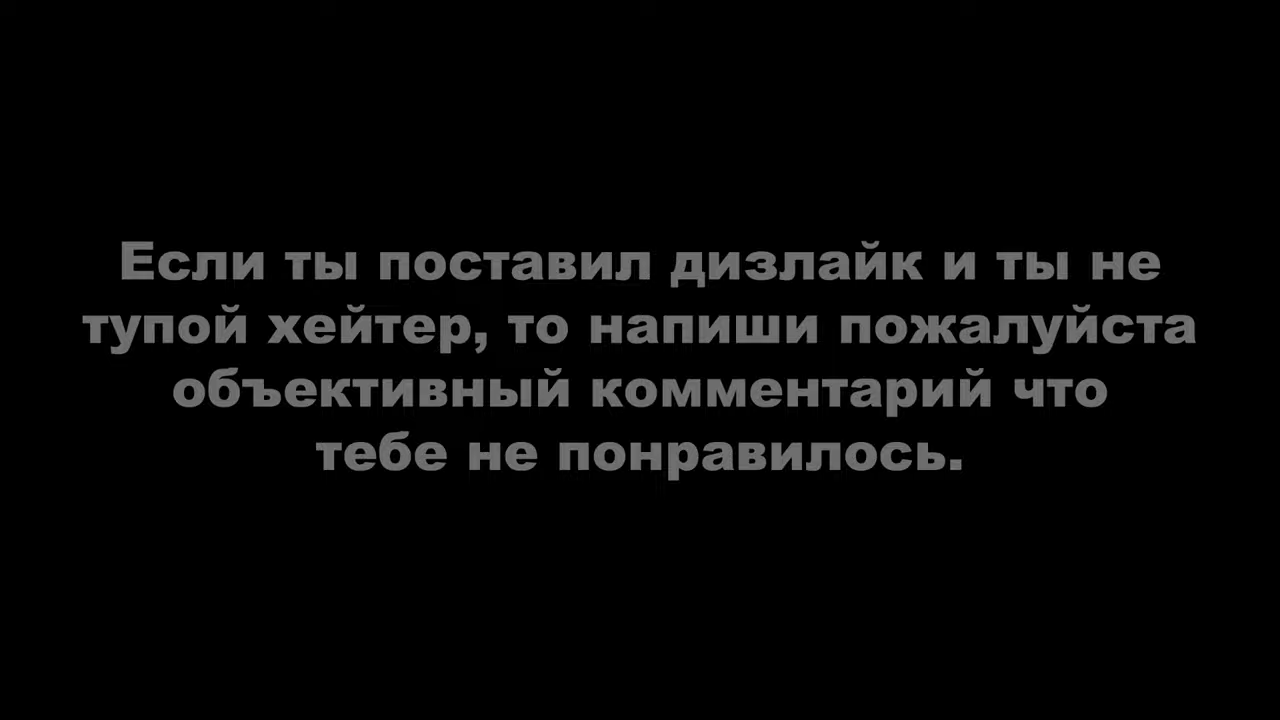 Если ты поставил дизлайк и ты не
тупой хейтер, то напиши пожалуйста
объективный комментарий что
тебе не понравилось.